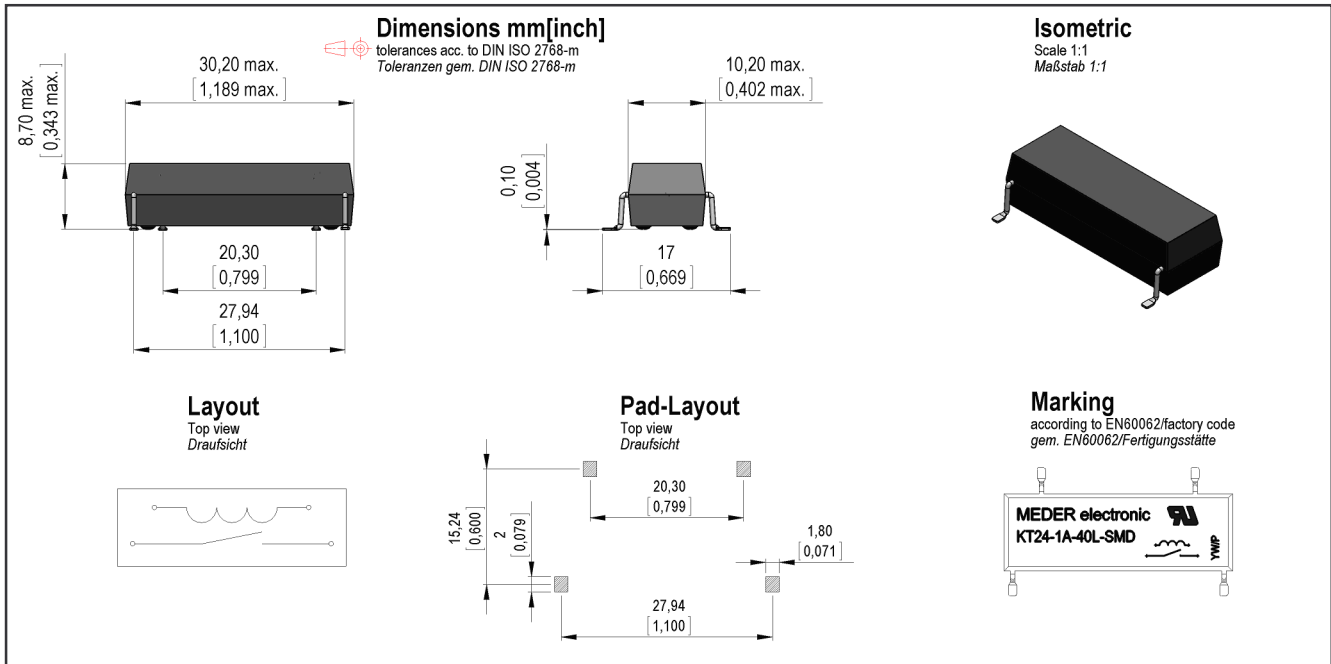 Dimensions mm[inch]
tolerances acc. to DIN ISO 2768-m
Toleranzen gem. DIN ISO 2768-m
30,20 max.
[1,189 max.]
8,70 max.
[0,343 max.]
20,30
[0,799]
27,94
[1,100]
10,20 max.
[0,402 max.]
0,10
[0,004]
17
[0,669]
Isometric
Scale 1:1
Maßstab 1:1
Layout
Top view
Draufsicht
Pad-Layout
Top view
Draufsicht
20,30
[0,799]
15,24
[0,600]
2
[0,079]
1,80
[0,071]
27,94
[1,100]
Marking
according to EN60062/factory code
gem. EN60062/Fertigungsstätte
MEDER electronic
KT24-1A-40L-SMD
YW/P